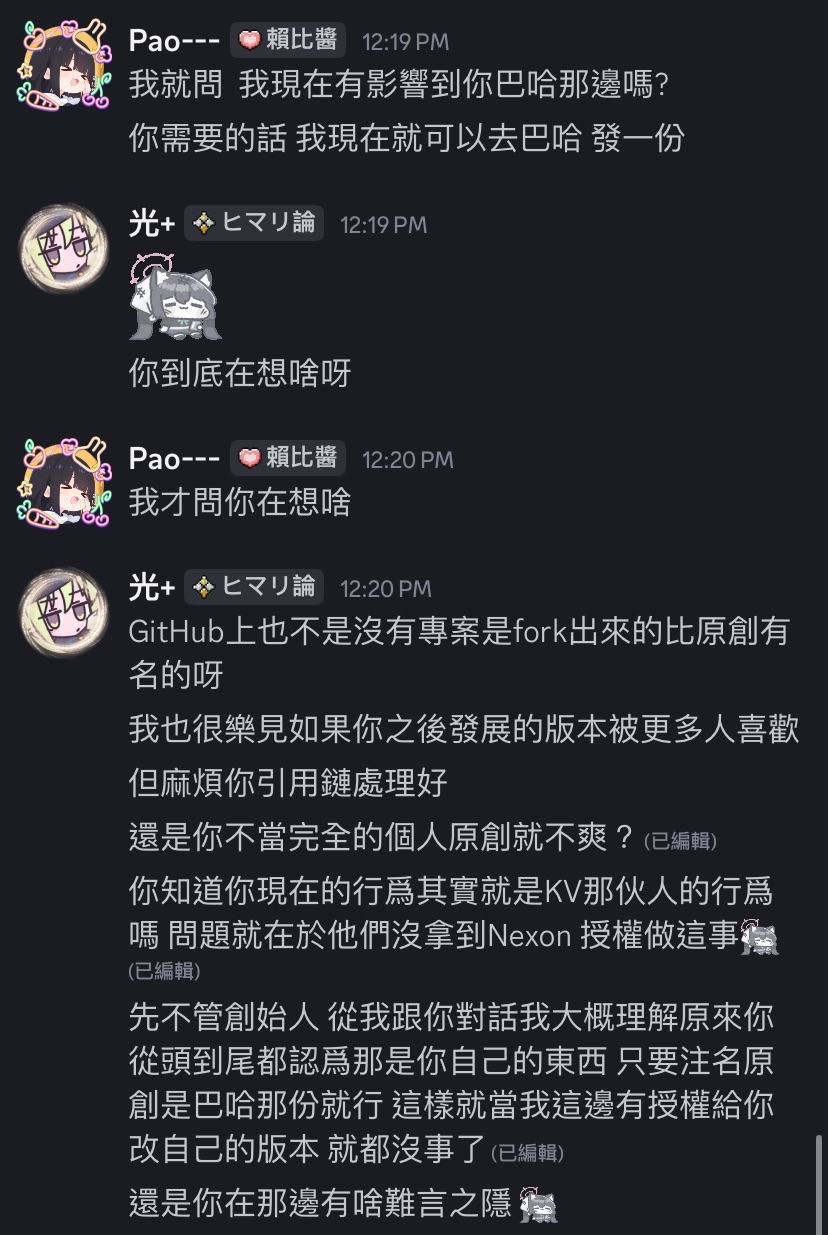 Pao--- 賴比醬 12:19 PM
我就問 我現在有影響到你巴哈那邊嗎?
你需要的話 我現在就可以去巴哈 發一份
光+ ヒマリ論 12:19 PM
你到底在想啥呀
Pao--- 賴比醬 12:20 PM
我才問你在想啥
光+ ヒマリ論 12:20 PM
GitHub上也不是沒有專案是fork出來的比原創有
名的呀
我也很樂見如果你之後發展的版本被更多人喜歡
但麻煩你引用鏈處理好
還是你不當完全的個人原創就不爽？(已編輯)
你知道你現在的行爲其實就是KV那伙人的行爲
嗎 問題就在於他們沒拿到Nexon 授權做這事
(已編輯)
先不管創始人 從我跟你對話我大概理解原來你
從頭到尾都認爲那是你自己的東西 只要注名原
創是巴哈那份就行 這樣就當我這邊有授權給你
改自己的版本 就都沒事了 (已編輯)
還是你在那邊有啥難言之隱